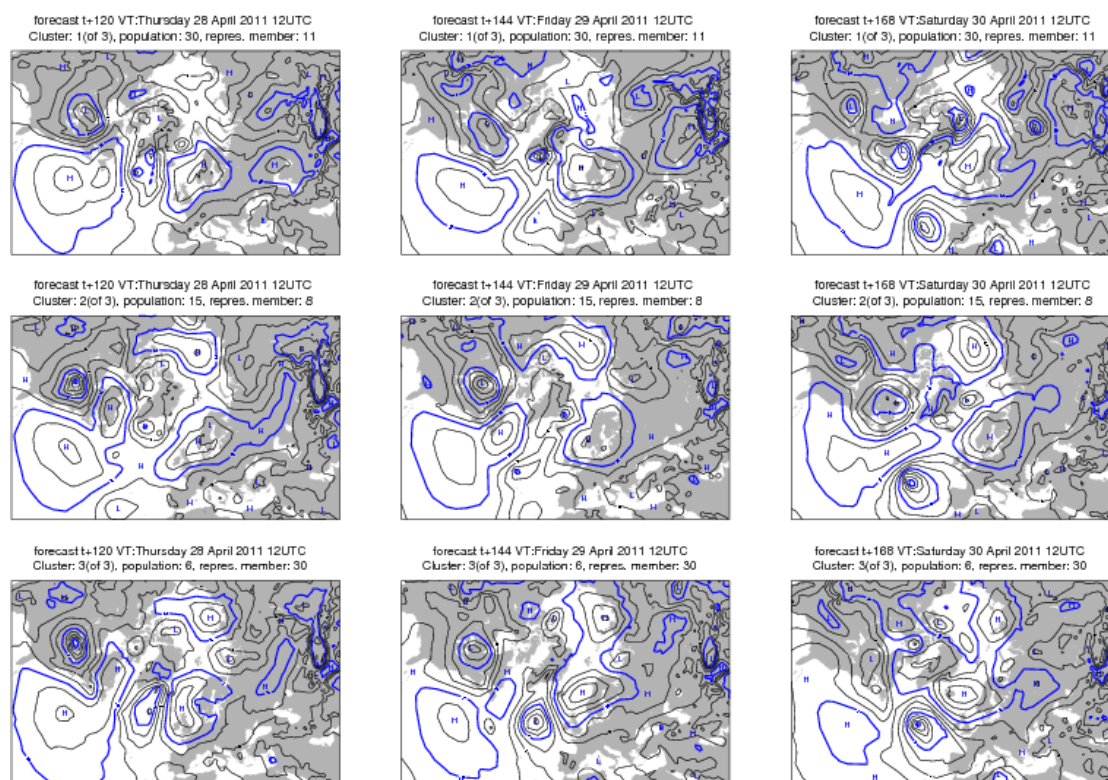 forecast t+120 VT:Thursday 28 April 2011 12UTC
Cluster: 1(of 3), population: 30, repres. member: 11
forecast t+144 VT:Friday 29 April 2011 12UTC
Cluster: 1(of 3), population: 30, repres. member: 11
forecast t+168 VT:Saturday 30 April 2011 12UTC
Cluster: 1(of 3), population: 30, repres. member: 11
forecast t+120 VT:Thursday 28 April 2011 12UTC
Cluster: 2(of 3), population: 15, repres. member: 8
forecast t+144 VT:Friday 29 April 2011 12UTC
Cluster: 2(of 3), population: 15, repres. member: 8
forecast t+168 VT:Saturday 30 April 2011 12UTC
Cluster: 2(of 3), population: 15, repres. member: 8
forecast t+120 VT:Thursday 28 April 2011 12UTC
Cluster: 3(of 3), population: 6, repres. member: 30
forecast t+144 VT:Friday 29 April 2011 12UTC
Cluster: 3(of 3), population: 6, repres. member: 30
forecast t+168 VT:Saturday 30 April 2011 12UTC
Cluster: 3(of 3), population: 6, repres. member: 30